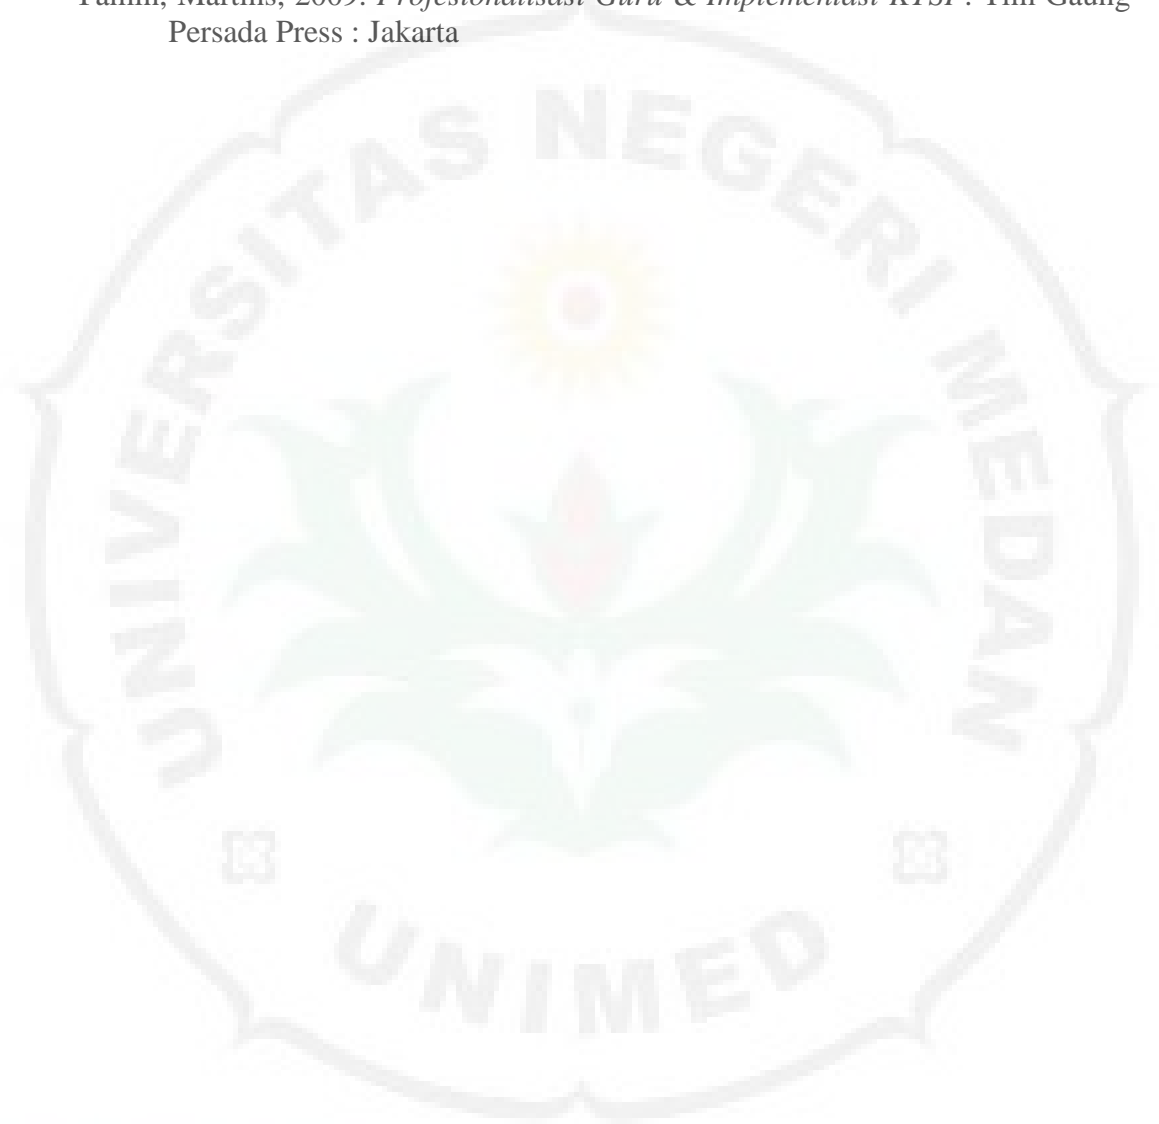 Yamin, Martinis, 2009. Profesionalisasi Guru & Implementasi KTSP. Tim Gaung
Persada Press : Jakarta
UNIVERSITAS NEGERI MEDAN
UNIMED